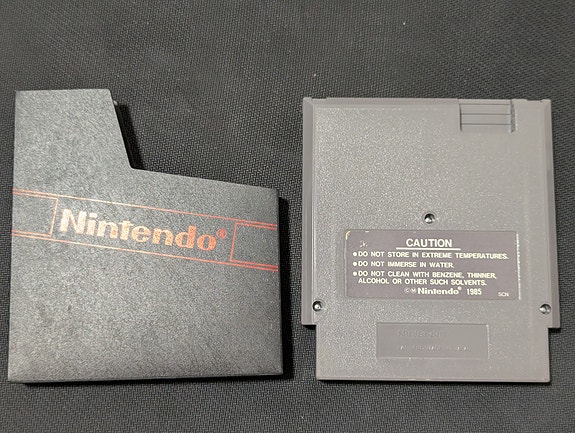 Nintendo®
CAUTION
• DO NOT STORE IN EXTREME TEMPERATURES.
• DO NOT IMMERSE IN WATER.
• DO NOT CLEAN WITH BENZENE, THINNER,
ALCOHOL OR OTHER SUCH SOLVENTS.
©M Nintendo® 1985 SCN